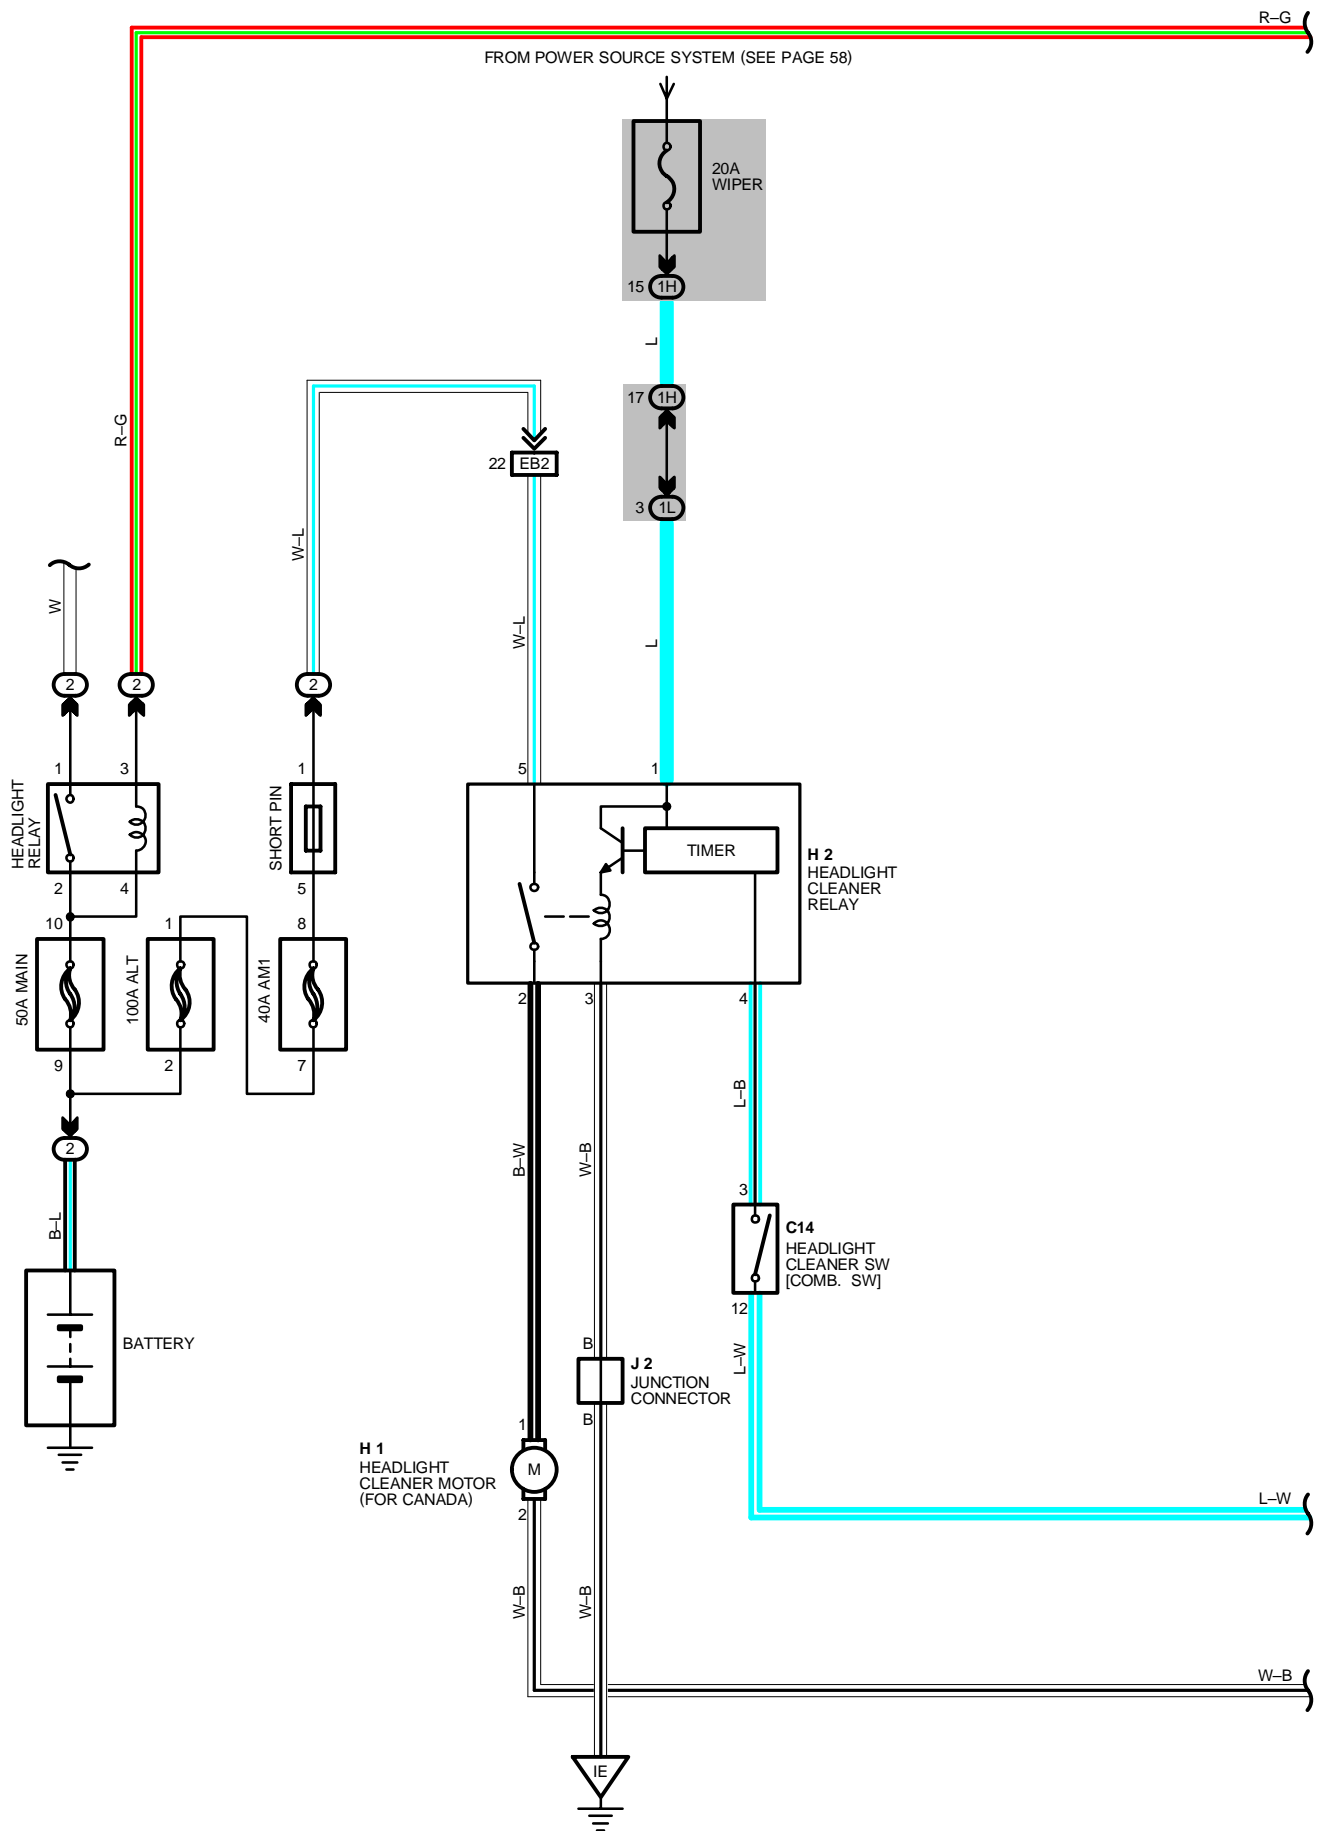 R–G
FROM POWER SOURCE SYSTEM (SEE PAGE 58)
20A
WIPER
15 1H
L
17 1H
R–G
22 EB2
3 1L
W–L
W
W–L
L
2 2 2
1 3 1 5 1
HEADLIGHT
RELAY
SHORT PIN
TIMER
H 2
HEADLIGHT
CLEANER
RELAY
2 4 5
10 1 8
50A MAIN
100A ALT
40A AM1
2 3 4
9 2 7
L–B
2
B–W
W–B
3
B–L
C14
HEADLIGHT
CLEANER SW
[COMB. SW]
12
BATTERY
B
L–W
J 2
JUNCTION
CONNECTOR
B
1
H 1
HEADLIGHT
CLEANER MOTOR
(FOR CANADA)
M
2
L–W
W–B
W–B
W–B
IE